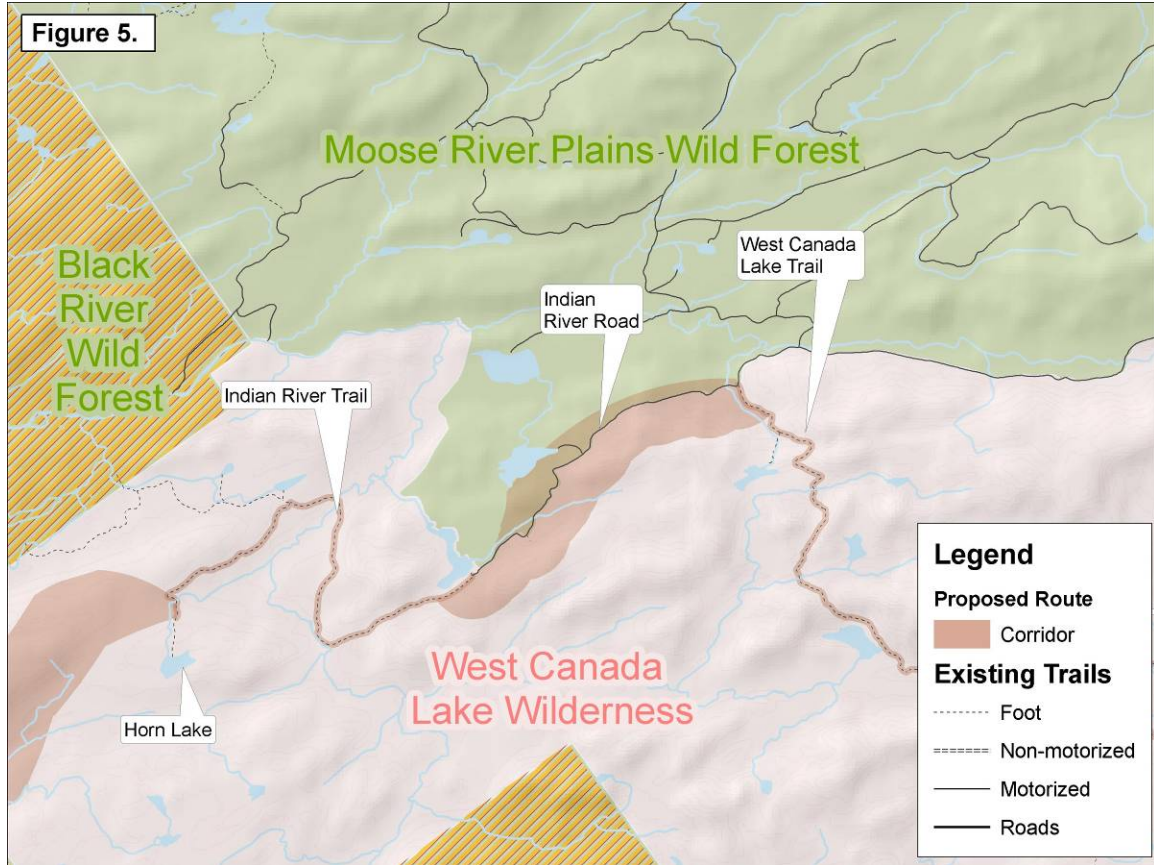 Figure 5.
Moose River Plains Wild Forest
Black
River
Wild
Forest
West Canada
Lake Trail
Indian
River Road
Indian River Trail
West Canada
Lake Wilderness
Horn Lake
Legend
Proposed Route
Corridor
Existing Trails
Foot
Non-motorized
Motorized
Roads